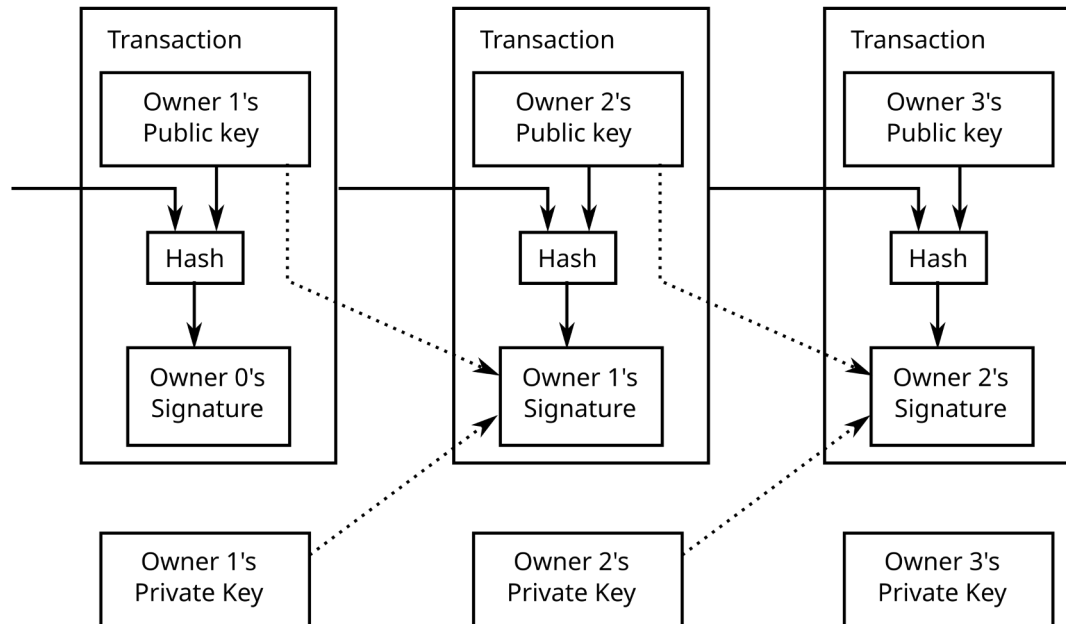 Transaction
Owner 1's
Public key
Hash
Owner 0's
Signature
Transaction
Owner 2's
Public key
Hash
Owner 1's
Signature
Transaction
Owner 3's
Public key
Hash
Owner 2's
Signature
Owner 1's
Private Key
Owner 2's
Private Key
Owner 3's
Private Key